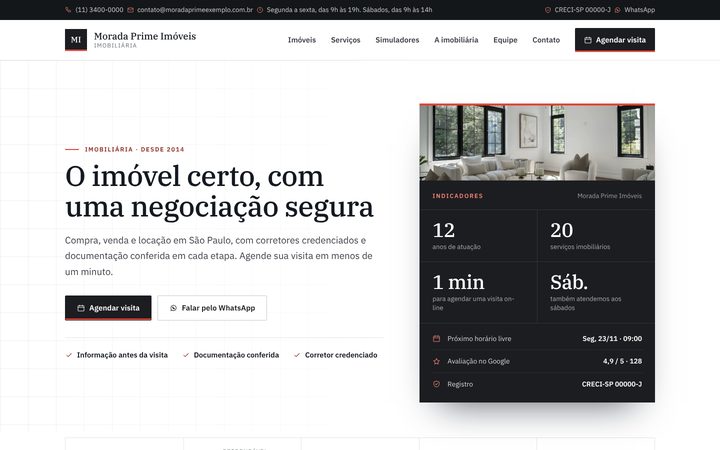 (11) 3400-0000 contato@moradaprimeexemplo.com.br Segunda a sexta, das 9h às 19h. Sábados, das 9h às 14h CRECI-SP 00000-J WhatsApp
MI Morada Prime Imóveis
IMOBILIÁRIA
Imóveis Serviços Simuladores A imobiliária Equipe Contato Agendar visita
IMOBILIÁRIA · DESDE 2014
O imóvel certo, com
uma negociação segura
Compra, venda e locação em São Paulo, com corretores credenciados e
documentação conferida em cada etapa. Agende sua visita em menos de
um minuto.
Agendar visita Falar pelo WhatsApp
Informação antes da visita Documentação conferida Corretor credenciado
INDICADORES Morada Prime Imóveis
12 20
anos de atuação serviços imobiliários
1 min Sáb.
para agendar uma visita on- também atendemos aos
line sábados
Próximo horário livre Seg, 23/11 · 09:00
Avaliação no Google 4,9 / 5 · 128
Registro CRECI-SP 00000-J